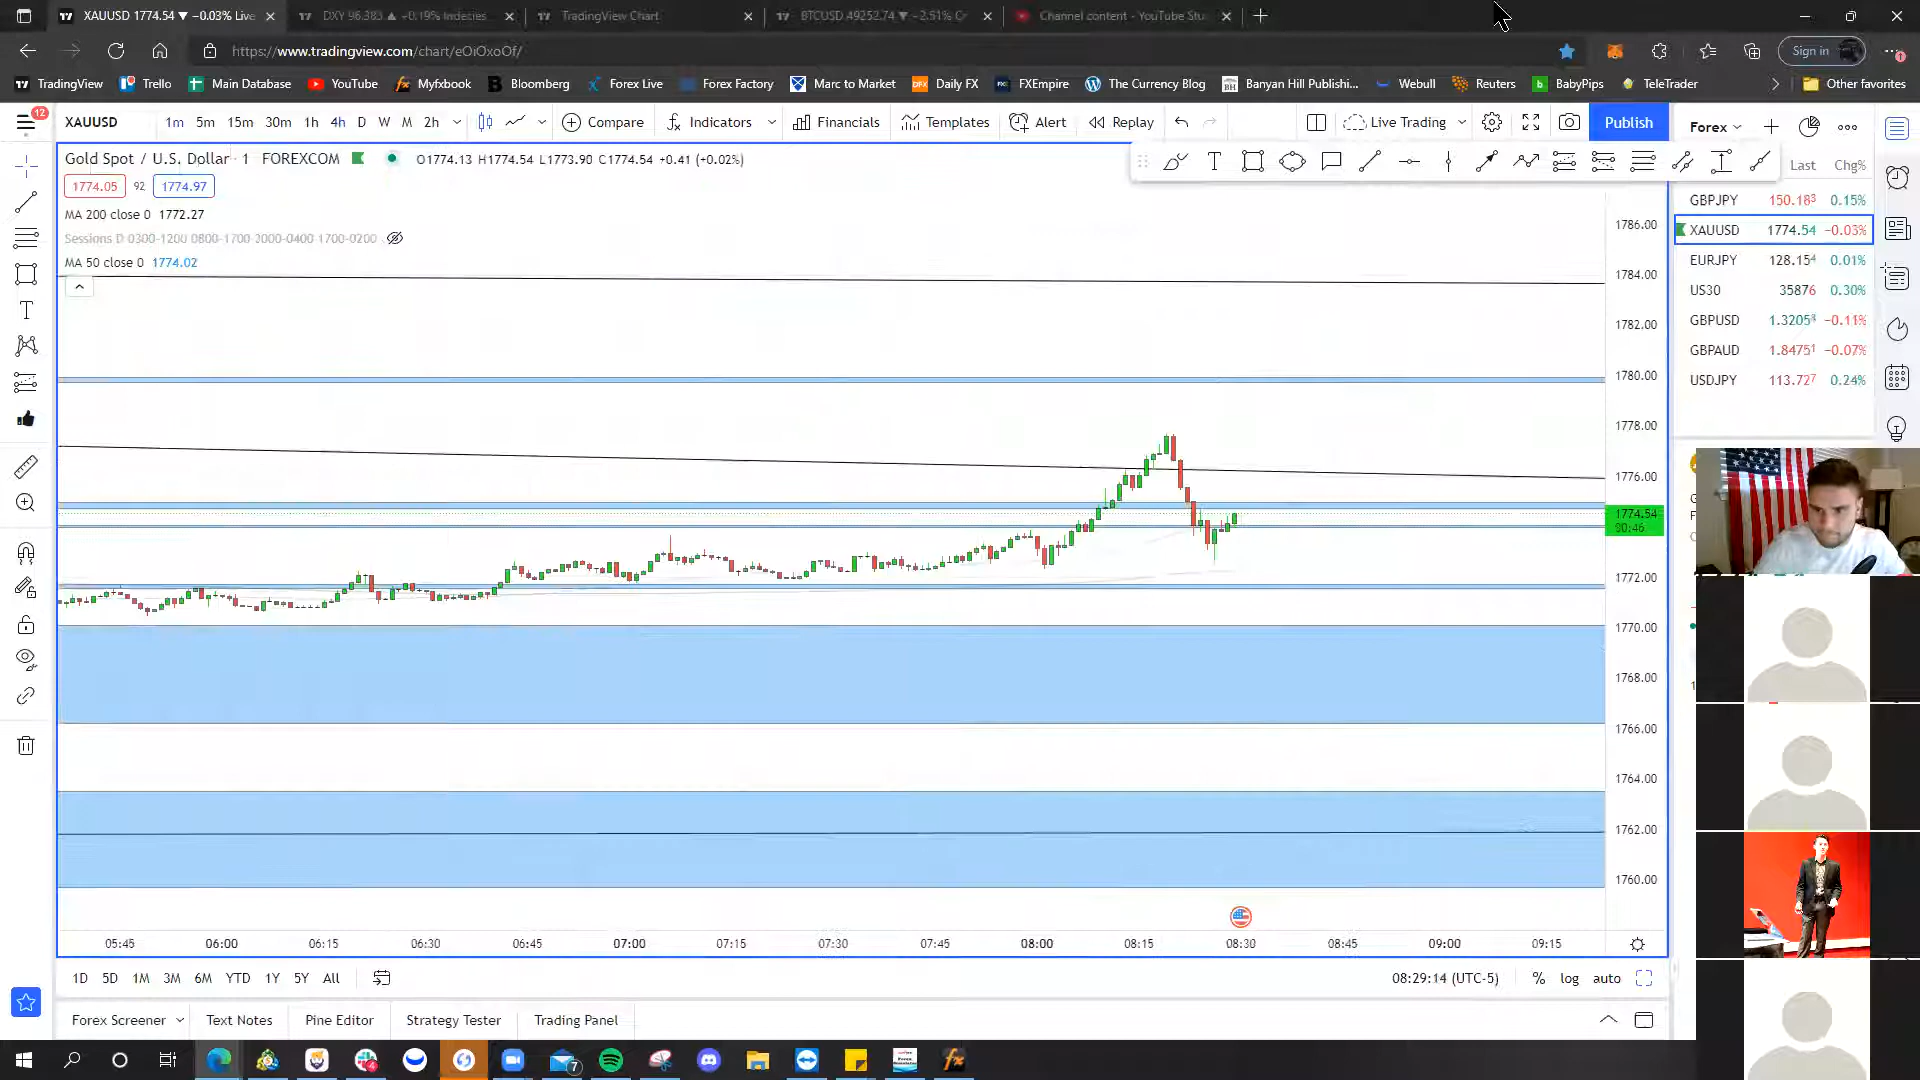 XAUUSD 1774.54 ▼ −0.03% Live
DXY 96.383 ▲ +0.19% Indecies
TradingView Chart
BTCUSD 49252.74 ▼ −2.51% C
Channel content - YouTube Stu
https://www.tradingview.com/chart/eOiOxoOf/
Sign in
TradingView
Trello
Main Database
YouTube
Myfxbook
Bloomberg
Forex Live
Forex Factory
Marc to Market
Daily FX
FXEmpire
The Currency Blog
Banyan Hill Publishi...
Webull
Reuters
BabyPips
TeleTrader
Other favorites
12
XAUUSD
1m 5m 15m 30m 1h 4h D W M 2h
Compare
Indicators
Financials
Templates
Alert
Replay
Live Trading
Publish
Forex
Gold Spot / U.S. Dollar · 1 FOREXCOM
O1774.13 H1774.54 L1773.90 C1774.54 +0.41 (+0.02%)
1774.05 92 1774.97
MA 200 close 0 1772.27
Sessions D 0300-1200 0800-1700 2000-0400 1700-0200
MA 50 close 0 1774.02
Last Chg%
GBPJPY 150.183 0.15%
XAUUSD 1774.54 −0.03%
EURJPY 128.154 0.01%
US30 35876 0.30%
GBPUSD 1.3205 −0.11%
GBPAUD 1.84751 −0.07%
USDJPY 113.727 0.24%
1786.00
1784.00
1782.00
1780.00
1778.00
1776.00
1774.54
00:46
1772.00
1770.00
1768.00
1766.00
1764.00
1762.00
1760.00
05:45 06:00 06:15 06:30 06:45 07:00 07:15 07:30 07:45 08:00 08:15 08:30 08:45 09:00 09:15
1D 5D 1M 3M 6M YTD 1Y 5Y All
08:29:14 (UTC-5)
% log auto
Forex Screener
Text Notes
Pine Editor
Strategy Tester
Trading Panel
4
7